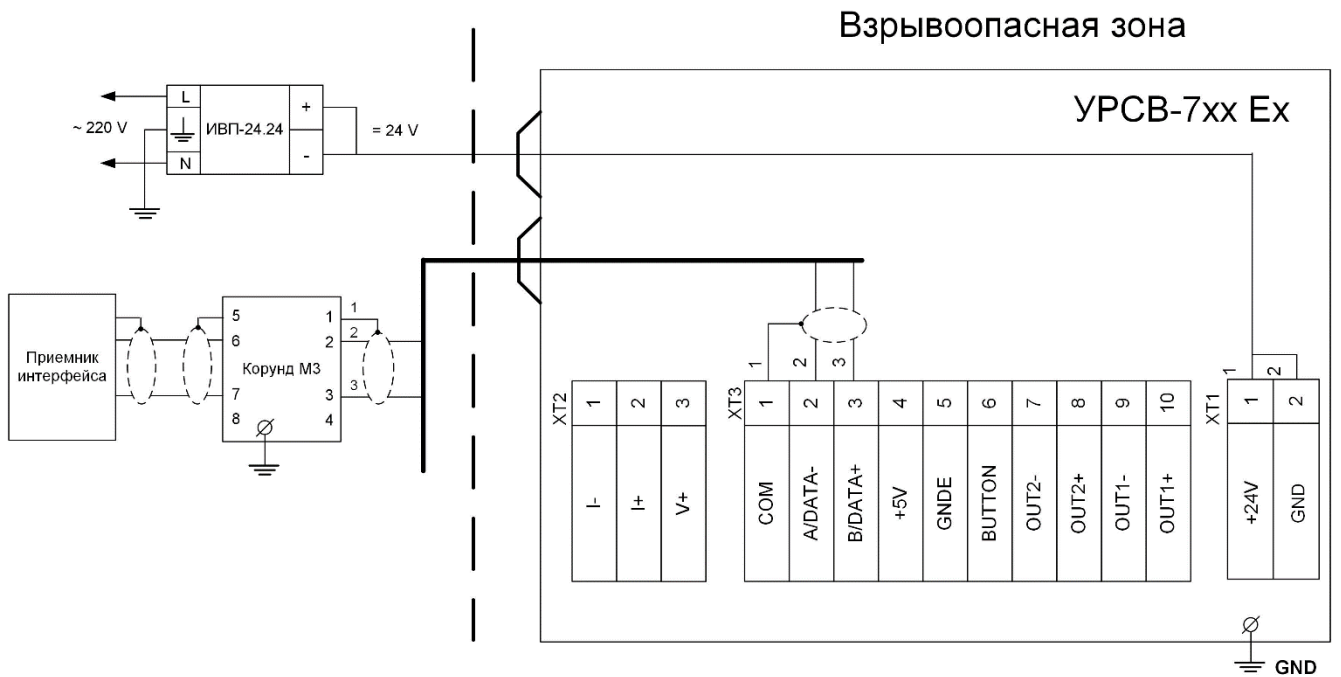 Взрывоопасная зона
УРСВ-7хх Ex
L
N
~ 220 V
ИВП-24.24
+
-
= 24 V
Приемник
интерфейса
5
6
7
8
Корунд М3
1
2
3
4
1
2
3
1
2
3
XT2
1
2
3
I-
I+
V+
XT3
1
2
3
4
5
6
7
8
9
10
COM
A/DATA-
B/DATA+
+5V
GNDE
BUTTON
OUT2-
OUT2+
OUT1-
OUT1+
1
2
XT1
1
2
+24V
GND
GND